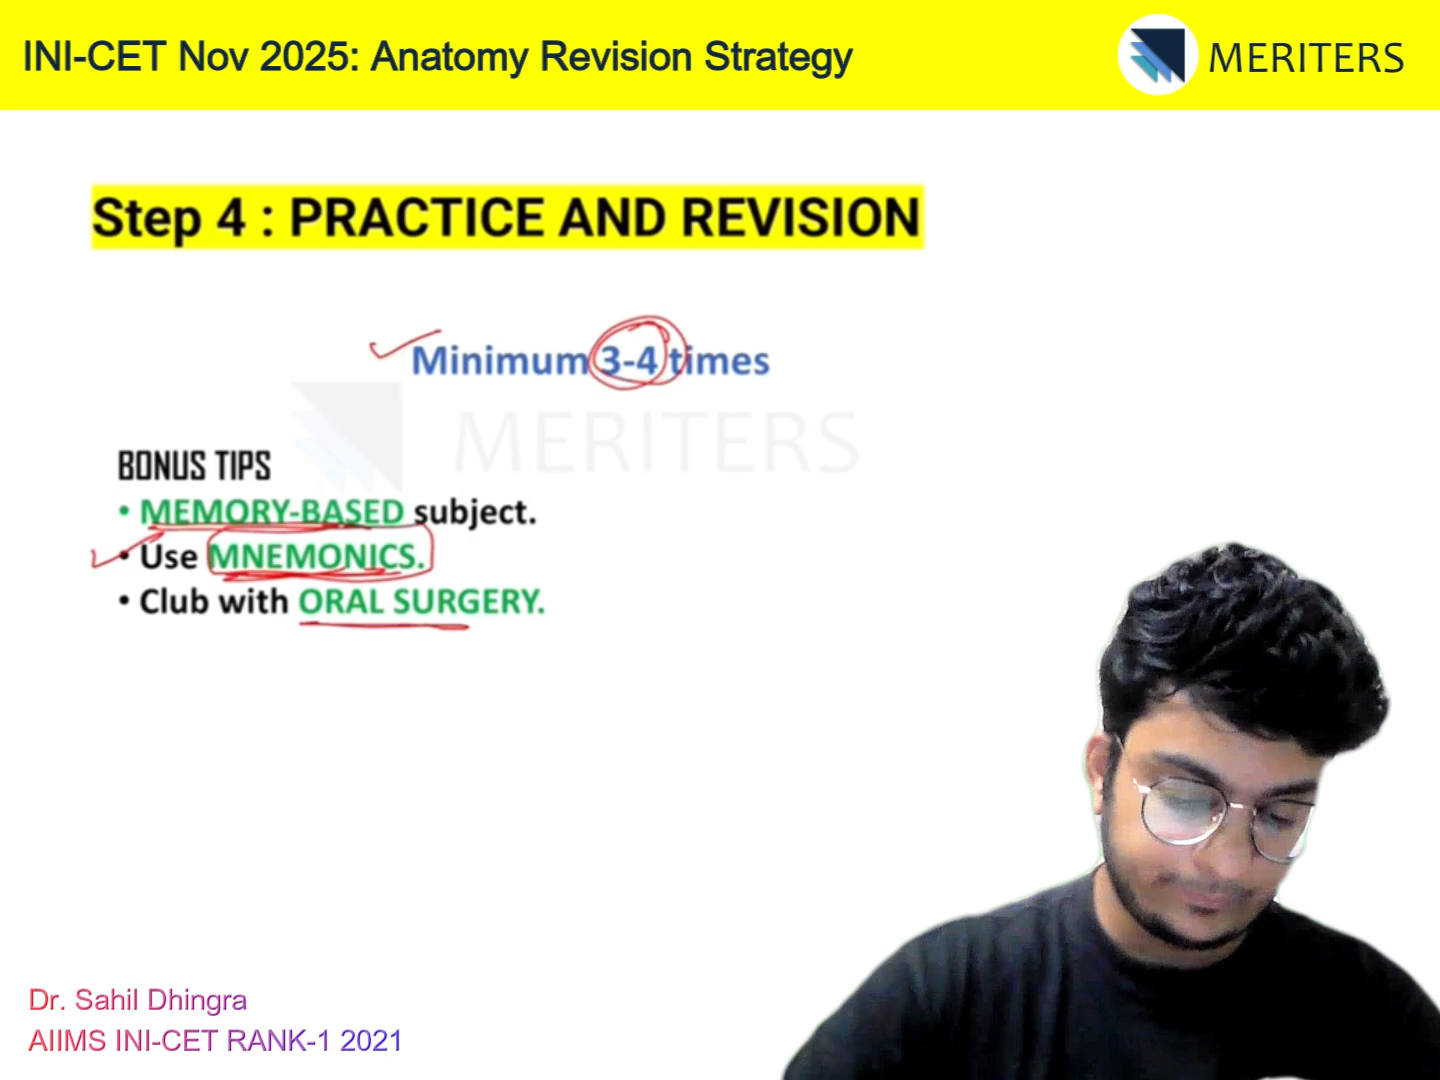 INI-CET Nov 2025: Anatomy Revision Strategy
MERITERS
Step 4 : PRACTICE AND REVISION
Minimum 3-4 times
MERITERS
BONUS TIPS
• MEMORY-BASED subject.
• Use MNEMONICS.
• Club with ORAL SURGERY.
Dr. Sahil Dhingra
AIIMS INI-CET RANK-1 2021